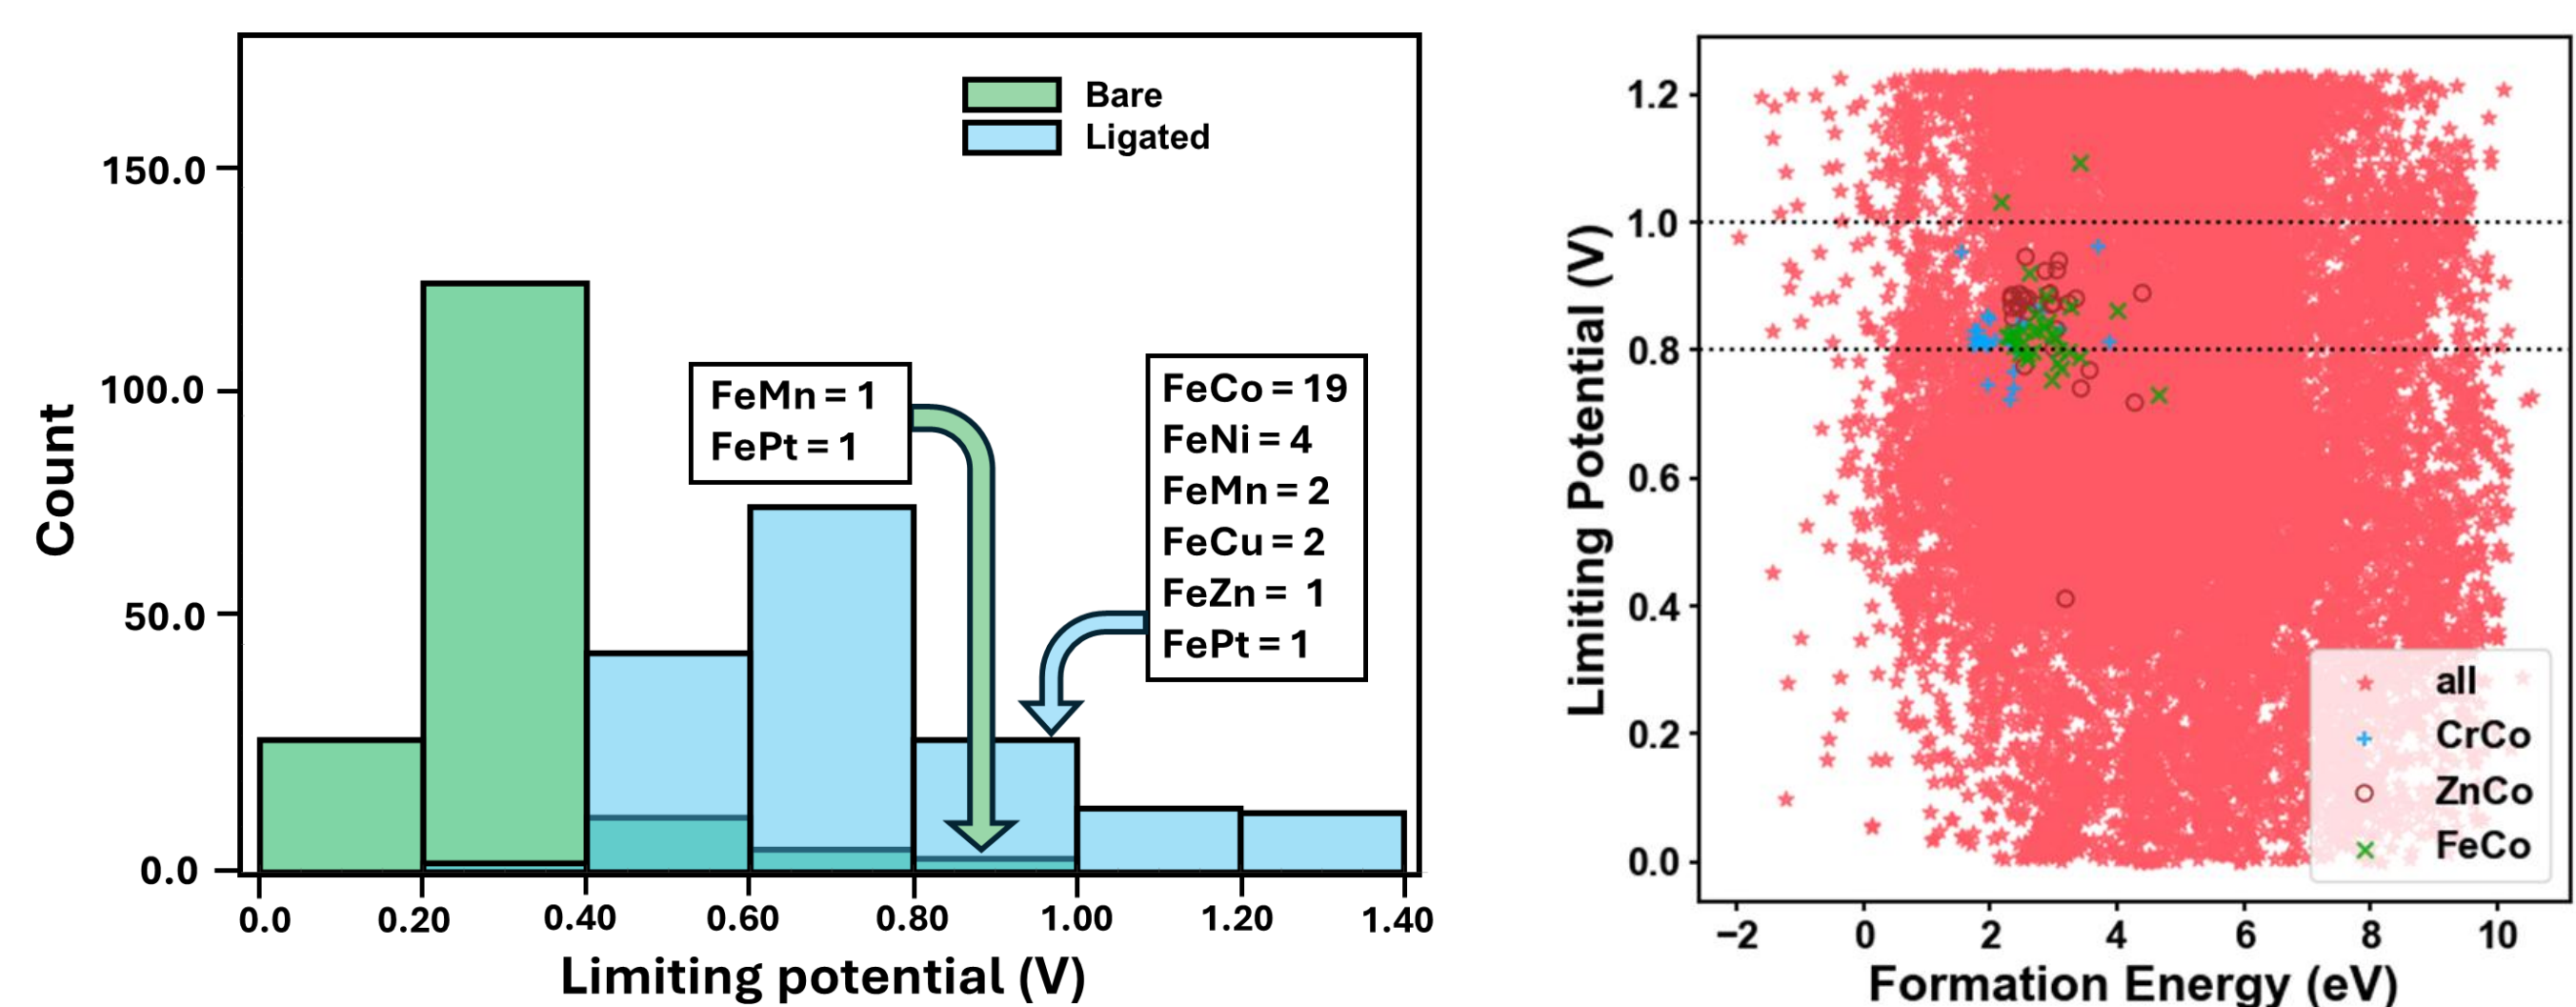 Bare
Ligated
150.0
100.0
50.0
0.0
Count
FeMn = 1
FePt = 1
FeCo = 19
FeNi = 4
FeMn = 2
FeCu = 2
FeZn = 1
FePt = 1
0.0 0.20 0.40 0.60 0.80 1.00 1.20 1.40
Limiting potential (V)
1.2
1.0
0.8
0.6
0.4
0.2
0.0
Limiting Potential (V)
all
CrCo
ZnCo
FeCo
−2 0 2 4 6 8 10
Formation Energy (eV)